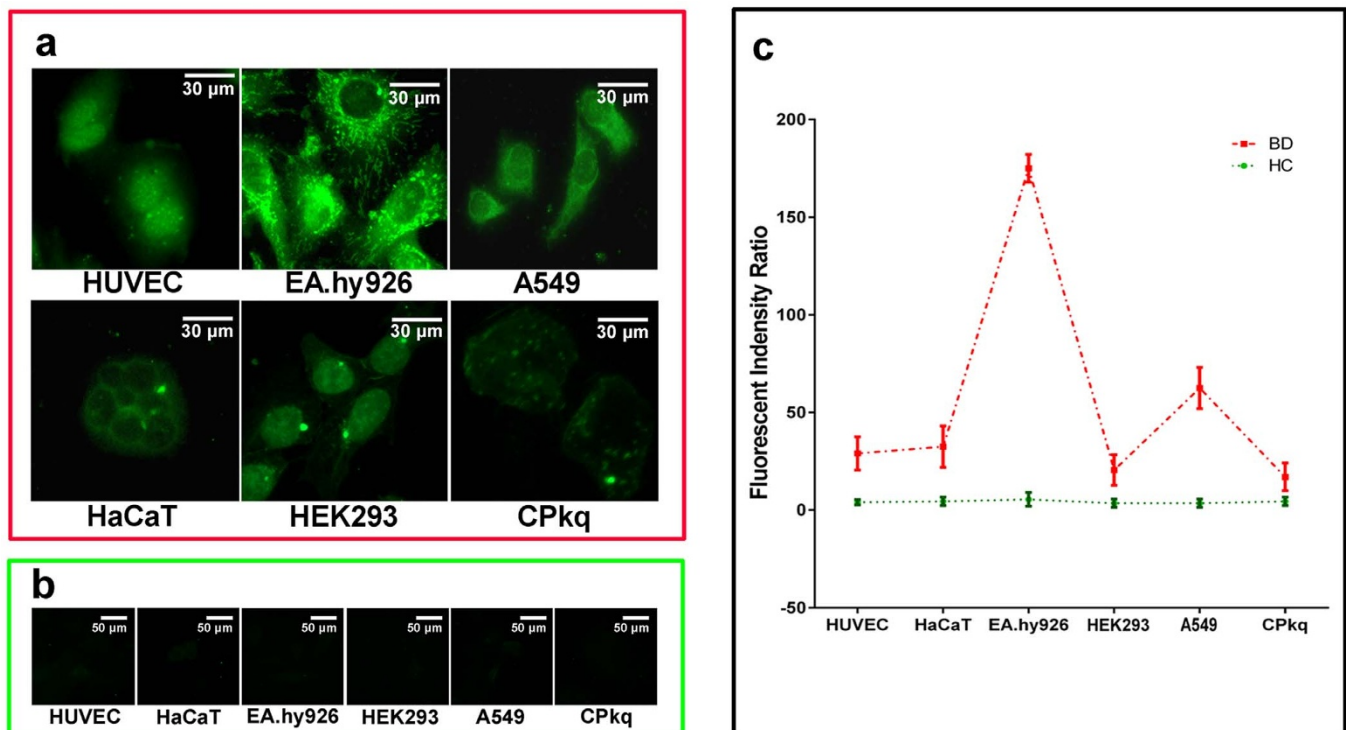 a
30 µm 30 µm 30 µm
HUVEC EA.hy926 A549
30 µm 30 µm 30 µm
HaCaT HEK293 CPkq
b
50 µm 50 µm 50 µm 50 µm 50 µm 50 µm
HUVEC HaCaT EA.hy926 HEK293 A549 CPkq
c
Fluorescent Indensity Ratio
200
150
100
50
0
-50
BD
HC
HUVEC HaCaT EA.hy926 HEK293 A549 CPkq